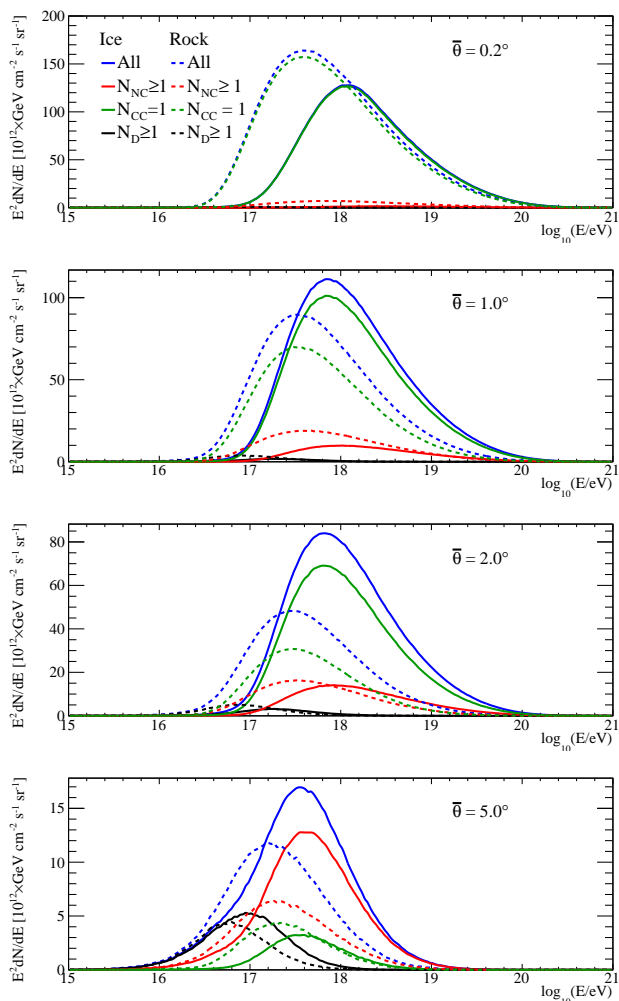 E²dN/dE [10¹²×GeV cm⁻² s⁻¹ sr⁻¹]
200
150
100
50
0
Ice Rock
All All
N_NC≥1 N_NC≥ 1
N_CC=1 N_CC = 1
N_D≥1 N_D≥ 1
θ̅ = 0.2°
15 16 17 18 19 20 21
log₁₀(E/eV)
E²dN/dE [10¹²×GeV cm⁻² s⁻¹ sr⁻¹]
100
50
0
θ̅ = 1.0°
15 16 17 18 19 20 21
log₁₀(E/eV)
E²dN/dE [10¹²×GeV cm⁻² s⁻¹ sr⁻¹]
80
60
40
20
0
θ̅ = 2.0°
15 16 17 18 19 20 21
log₁₀(E/eV)
E²dN/dE [10¹²×GeV cm⁻² s⁻¹ sr⁻¹]
15
10
5
0
θ̅ = 5.0°
15 16 17 18 19 20 21
log₁₀(E/eV)